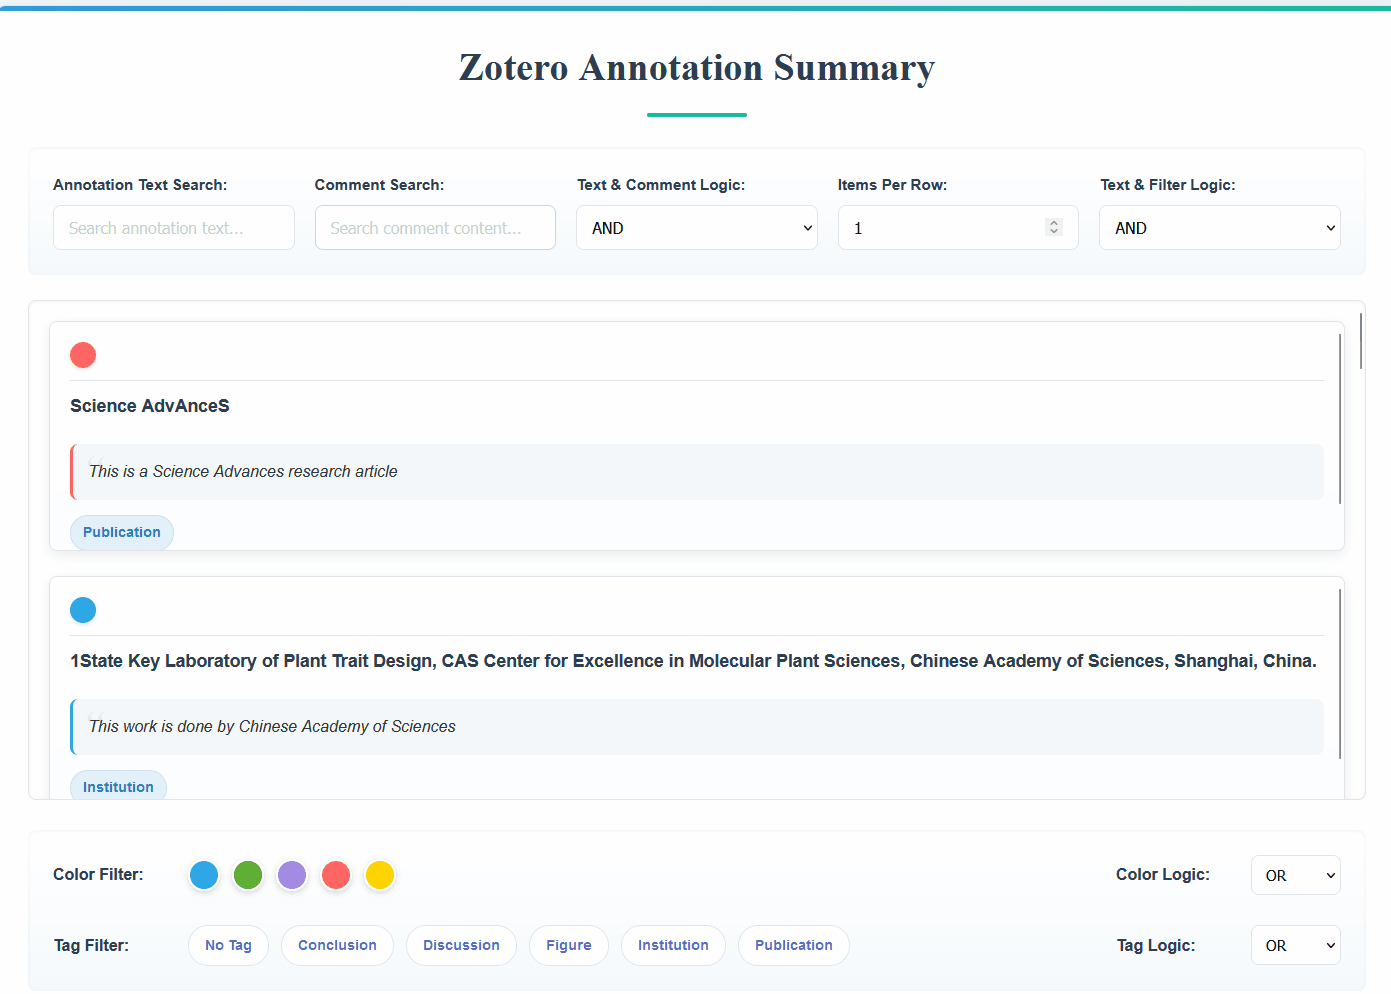 Zotero Annotation Summary
Annotation Text Search:
Comment Search:
Text & Comment Logic:
Items Per Row:
Text & Filter Logic:
Search annotation text...
Search comment content...
AND
1
AND
Science AdvAnceS
“
This is a Science Advances research article
Publication
1State Key Laboratory of Plant Trait Design, CAS Center for Excellence in Molecular Plant Sciences, Chinese Academy of Sciences, Shanghai, China.
“
This work is done by Chinese Academy of Sciences
Institution
Color Filter:
Color Logic:
OR
Tag Filter:
No Tag
Conclusion
Discussion
Figure
Institution
Publication
Tag Logic:
OR